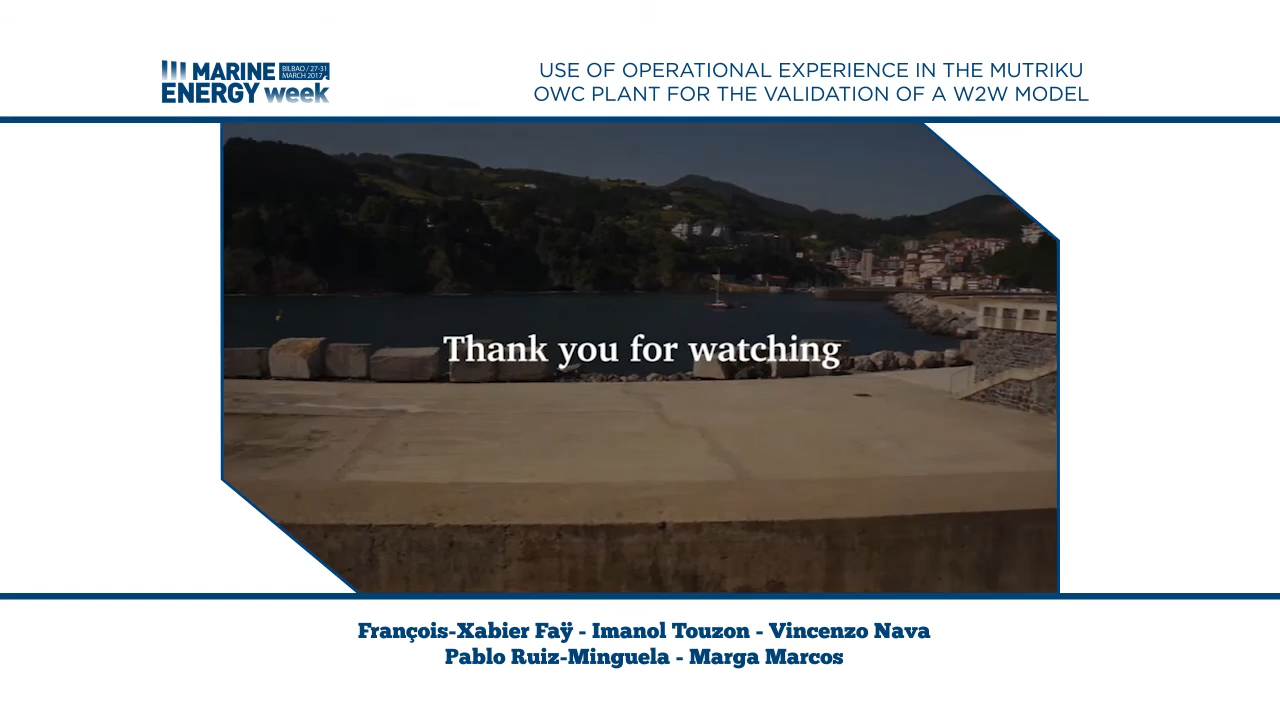 MARINE
BILBAO / 27-31
MARCH 2017
ENERGY week
USE OF OPERATIONAL EXPERIENCE IN THE MUTRIKU
OWC PLANT FOR THE VALIDATION OF A W2W MODEL
Thank you for watching
François-Xabier Faÿ - Imanol Touzon - Vincenzo Nava
Pablo Ruiz-Minguela - Marga Marcos